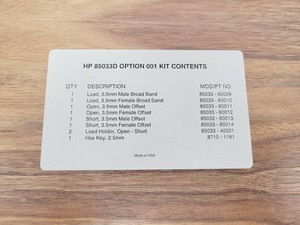 HP 85033D OPTION 001 KIT CONTENTS
QTY DESCRIPTION MOD/PT NO
1 Load, 3.5mm Male Broad Band 85033 - 60009
1 Load, 3.5mm Female Broad Band 85033 - 60010
1 Open, 3.5mm Male Offset 85033 - 60011
1 Open, 3.5mm Female Offset 85033 - 60012
1 Short, 3.5mm Male Offset 85033 - 60013
1 Short, 3.5mm Female Offset 85033 - 60014
2 Load Holder, Open - Short 85033 - 40001
1 Hex Key, 2.5mm 8710 - 1181
Made in USA